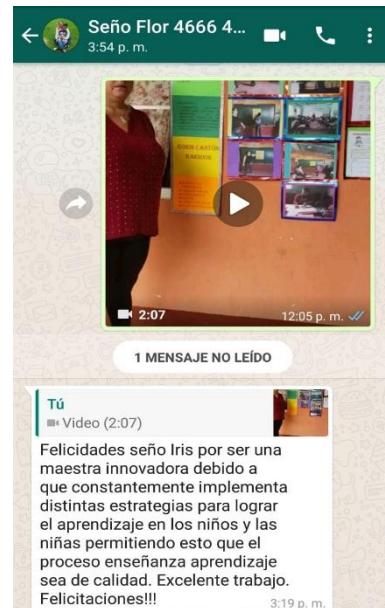 Seño Flor 4666 4...
3:54 p. m.
2:07
12:05 p. m.
1 MENSAJE NO LEÍDO
Tú
Video (2:07)
Felicidades seño Iris por ser una
maestra innovadora debido a
que constantemente implementa
distintas estrategias para lograr
el aprendizaje en los niños y las
niñas permitiendo esto que el
proceso enseñanza aprendizaje
sea de calidad. Excelente trabajo.
Felicitaciones!!!
3:19 p. m.